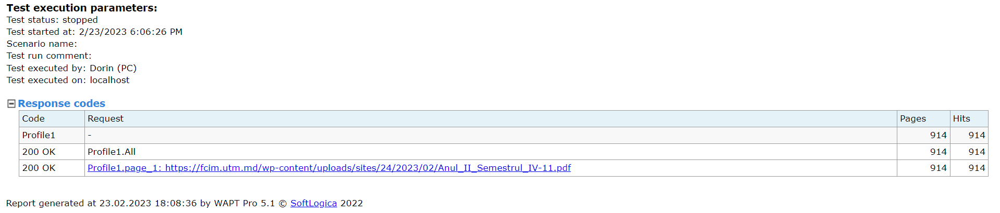 Test execution parameters:
Test status: stopped
Test started at: 2/23/2023 6:06:26 PM
Scenario name:
Test run comment:
Test executed by: Dorin (PC)
Test executed on: localhost
Response codes
Code Request Pages Hits
Profile1 - 914 914
200 OK Profile1.All 914 914
200 OK Profile1.page_1: https://fcim.utm.md/wp-content/uploads/sites/24/2023/02/Anul_II_Semestrul_IV-11.pdf 914 914
Report generated at 23.02.2023 18:08:36 by WAPT Pro 5.1 © SoftLogica 2022